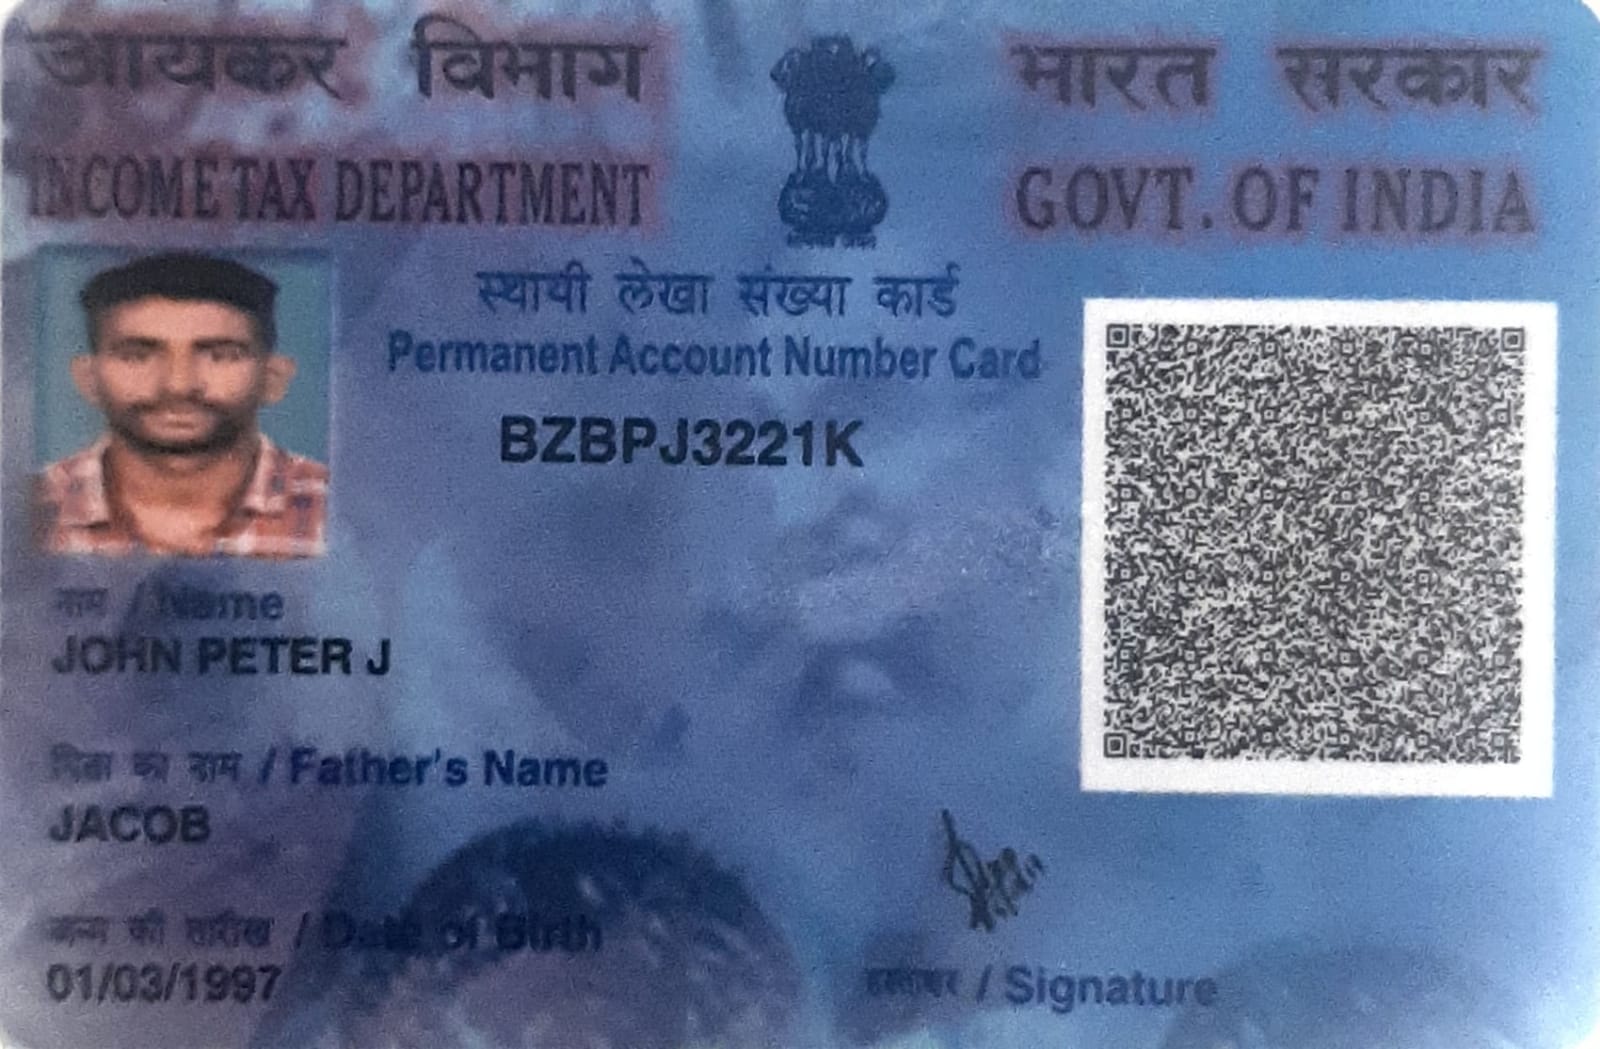 आयकर विभाग
INCOME TAX DEPARTMENT
भारत सरकार
GOVT. OF INDIA
सत्यमेव जयते
स्थायी लेखा संख्या कार्ड
Permanent Account Number Card
BZBPJ3221K
नाम / Name
JOHN PETER J
पिता का नाम / Father's Name
JACOB
जन्म की तारीख / Date of Birth
01/03/1997
हस्ताक्षर / Signature